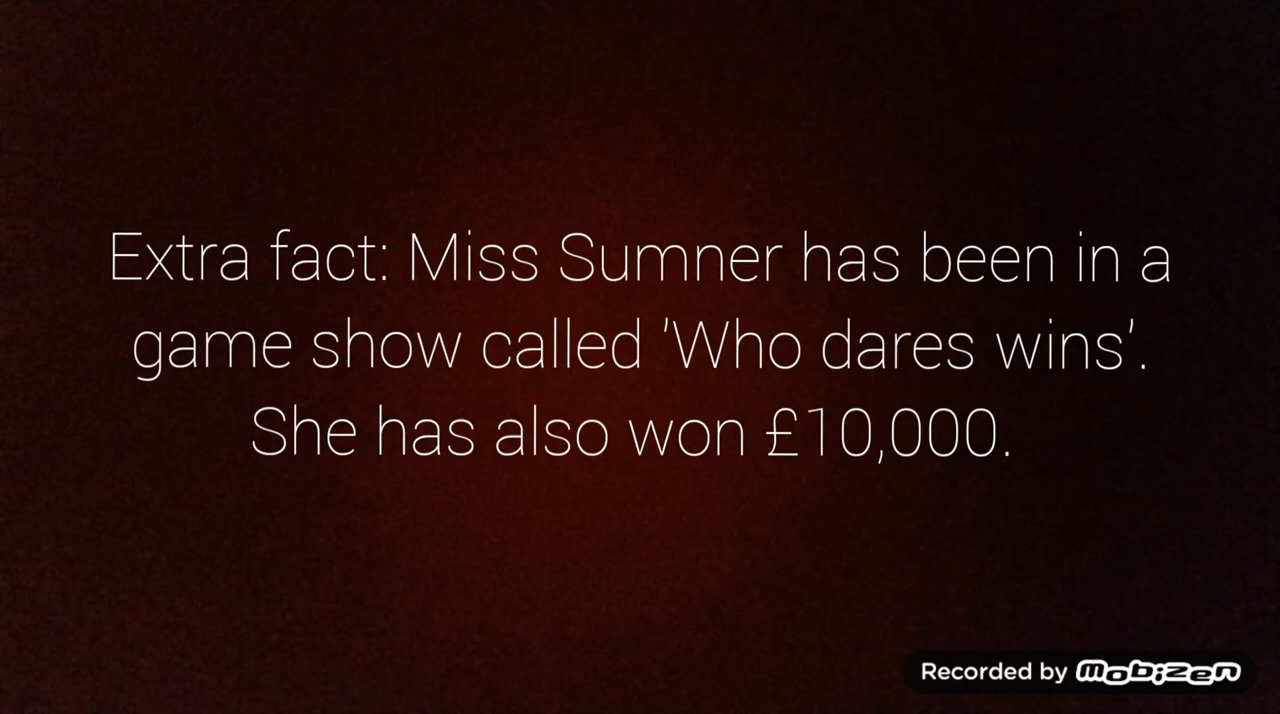 Extra fact: Miss Sumner has been in a
game show called 'Who dares wins'.
She has also won £10,000.
Recorded by mobizen